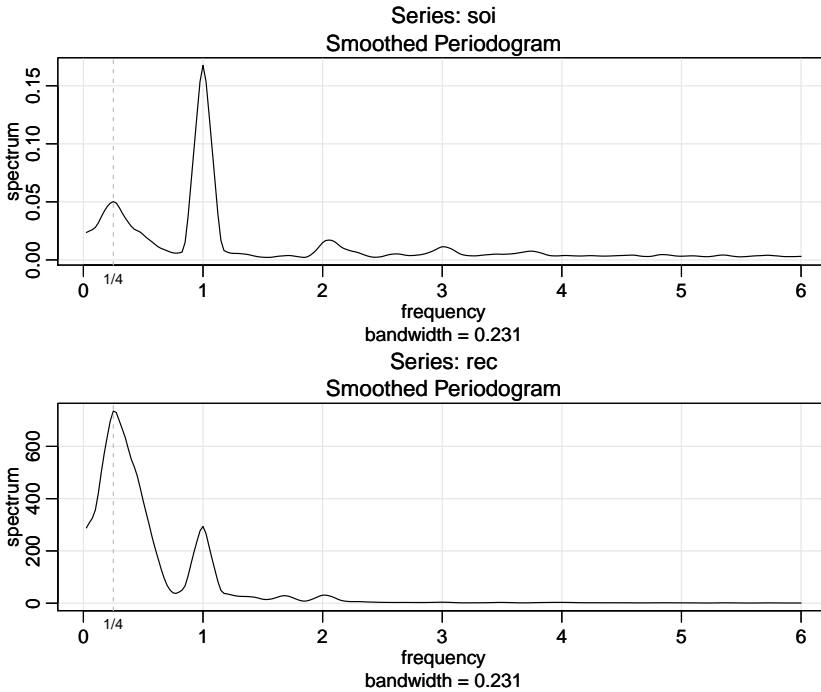 Series: soi
Smoothed Periodogram
spectrum
0.15
0.10
0.05
0.00
0 1 2 3 4 5 6
1/4
frequency
bandwidth = 0.231
Series: rec
Smoothed Periodogram
spectrum
600
400
200
0
0 1 2 3 4 5 6
1/4
frequency
bandwidth = 0.231